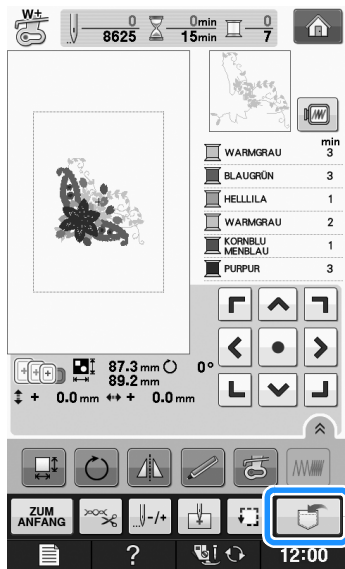 W+
0
8625
0min
15min
0
7
min
WARMGRAU 3
BLAUGRÜN 3
HELLLILA 1
WARMGRAU 2
KORNBLU
MENBLAU 1
PURPUR 3
87.3 mm 0°
89.2 mm
+ 0.0 mm + 0.0 mm
ZUM
ANFANG
-/+
?
12:00